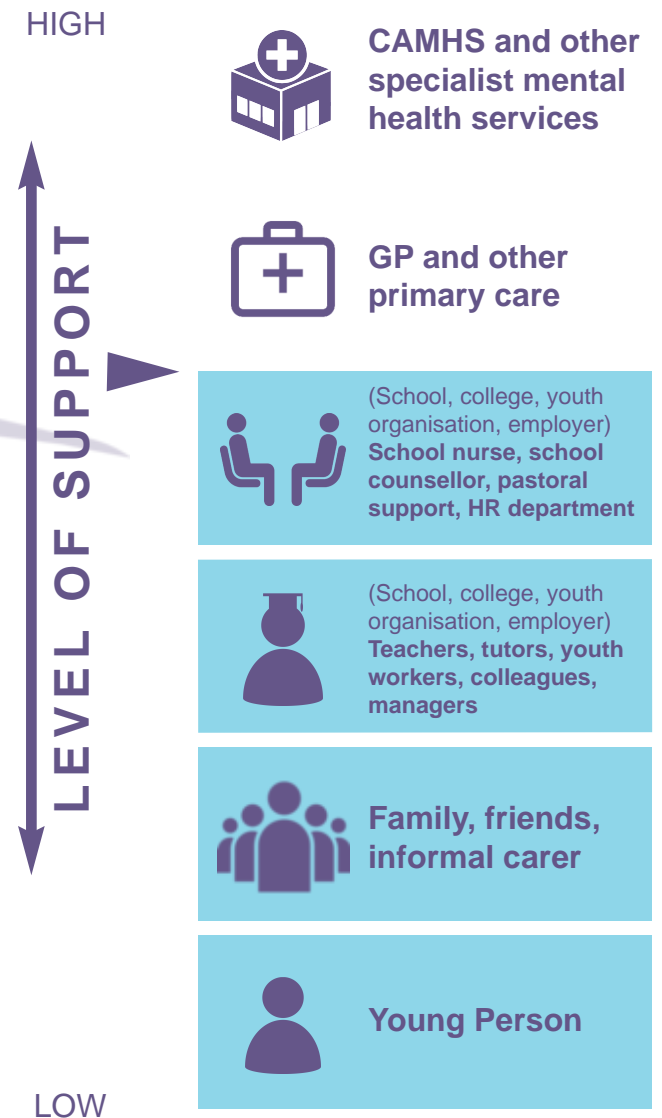 HIGH
CAMHS and other
specialist mental
health services
LEVEL OF SUPPORT
GP and other
primary care
(School, college, youth
organisation, employer)
School nurse, school
counsellor, pastoral
support, HR department
(School, college, youth
organisation, employer)
Teachers, tutors, youth
workers, colleagues,
managers
Family, friends,
informal carer
Young Person
LOW